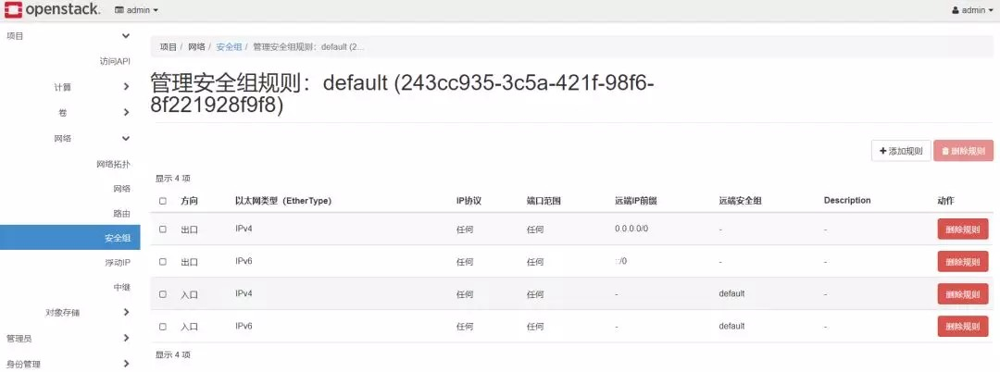 openstack. admin admin
项目
访问API
计算
卷
网络
网络拓扑
网络
路由
安全组
浮动IP
中继
对象存储
管理员
身份管理
项目 / 网络 / 安全组 / 管理安全组规则：default (2...
管理安全组规则：default (243cc935-3c5a-421f-98f6-
8f221928f9f8)
添加规则 删除规则
显示 4 项
方向 以太网类型（EtherType） IP协议 端口范围 远端IP前缀 远端安全组 Description 动作
出口 IPv4 任何 任何 0.0.0.0/0 - - 删除规则
出口 IPv6 任何 任何 ::/0 - - 删除规则
入口 IPv4 任何 任何 - default - 删除规则
入口 IPv6 任何 任何 - default - 删除规则
显示 4 项